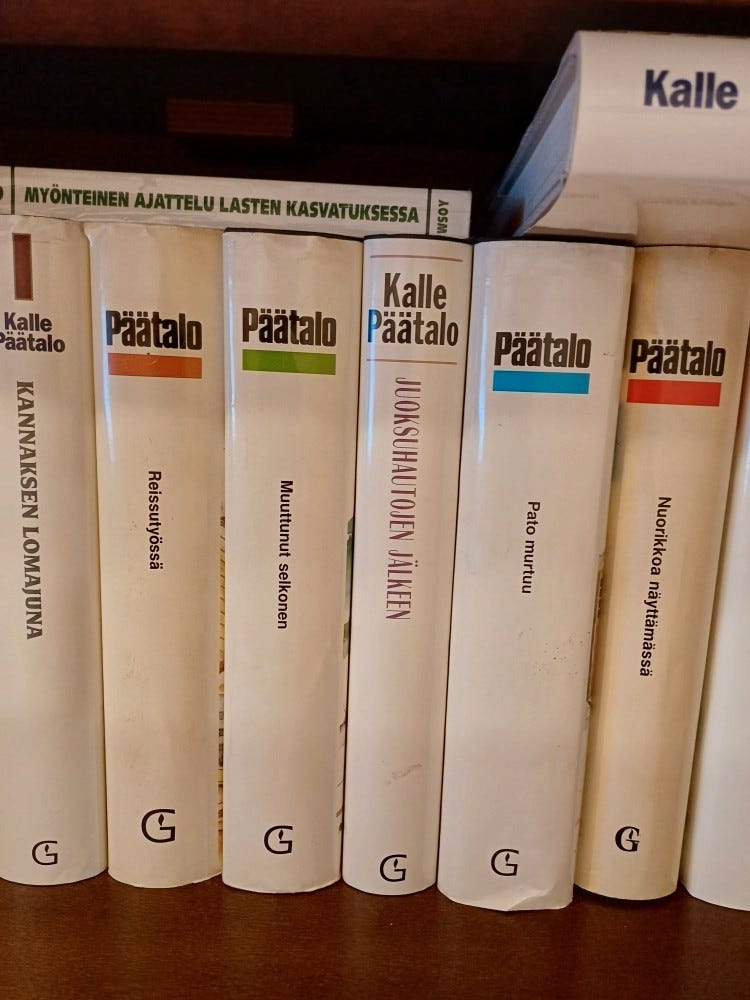 Kalle
MYÖNTEINEN AJATTELU LASTEN KASVATUKSESSA
WSOY
Kalle
Päätalo
KANNAKSEN LOMAJUNA
G
Päätalo
Reissutyössä
G
Päätalo
Muuttunut selkonen
G
Kalle
Päätalo
JUOKSUHAUTOJEN JÄLKEEN
G
Päätalo
Pato murtuu
G
Päätalo
Nuorikkoa näyttämässä
G